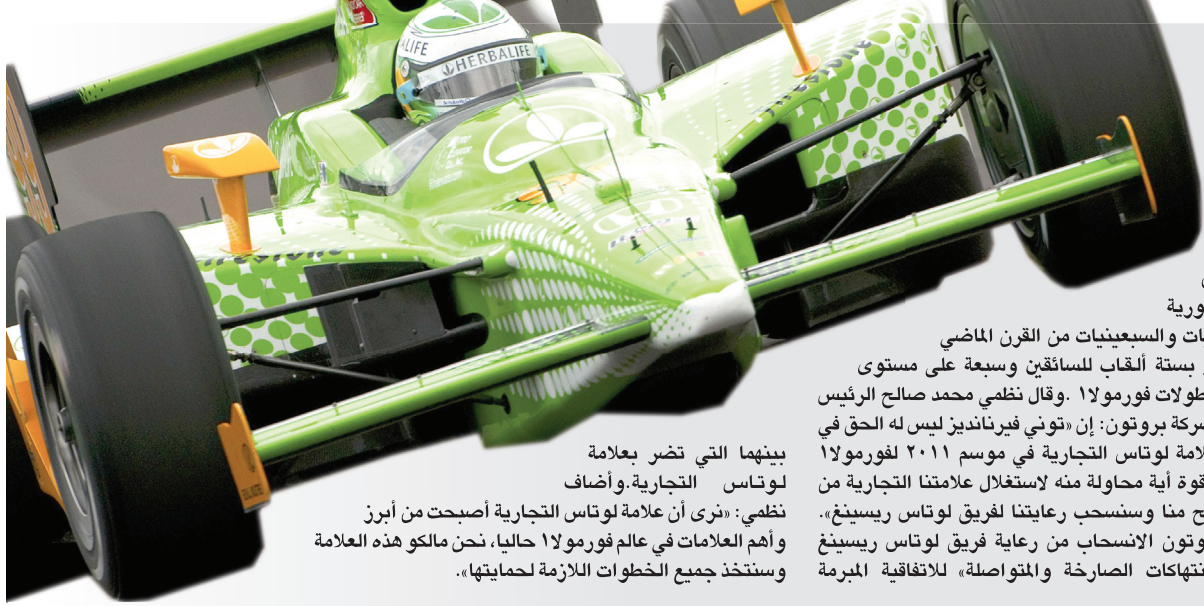 HERBALIFE
ورية
ات والسبعينيات من القرن الماضي
بستة ألقاب للسائقين وسبعة على مستوى
طولات فورمولا١ .وقال نظمي محمد صالح الرئيس
شركة بروتون: إن «توني فيرنانديز ليس له الحق في
لامة لوتاس التجارية في موسم ٢٠١١ لفورمولا١
قوة أية محاولة منه لاستغلال علامتنا التجارية من
ح منا وسنسحب رعايتنا لفريق لوتاس ريسينغ».
وتون الانسحاب من رعاية فريق لوتاس ريسينغ
نتهاكات الصارخة والمتواصلة» للاتفاقية المبرمة
بينهما التي تضر بعلامة
لوتاس التجارية.وأضاف
نظمي: «نرى أن علامة لوتاس التجارية أصبحت من أبرز
وأهم العلامات في عالم فورمولا١ حاليا، نحن مالكو هذه العلامة
وسنتخذ جميع الخطوات اللازمة لحمايتها».